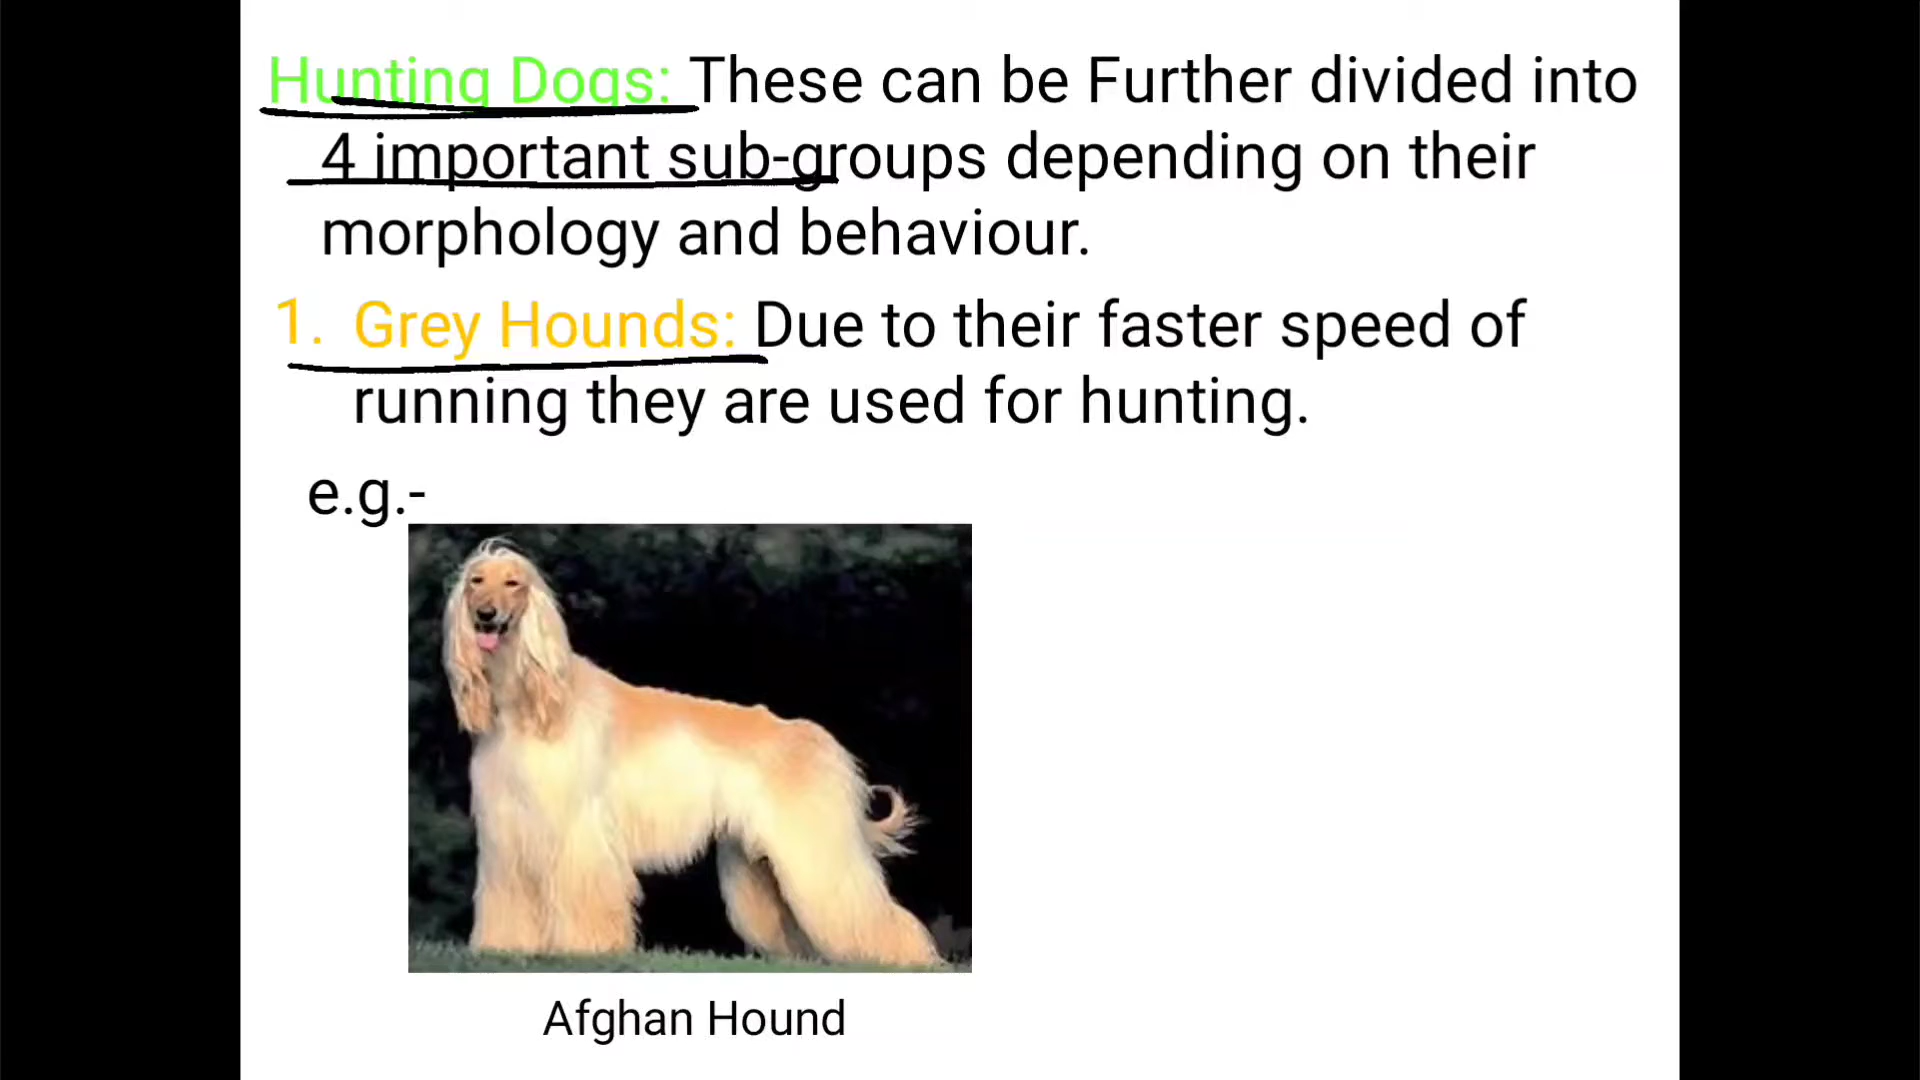 Hunting Dogs: These can be Further divided into
4 important sub-groups depending on their
morphology and behaviour.
1. Grey Hounds: Due to their faster speed of
running they are used for hunting.
e.g.-
Afghan Hound